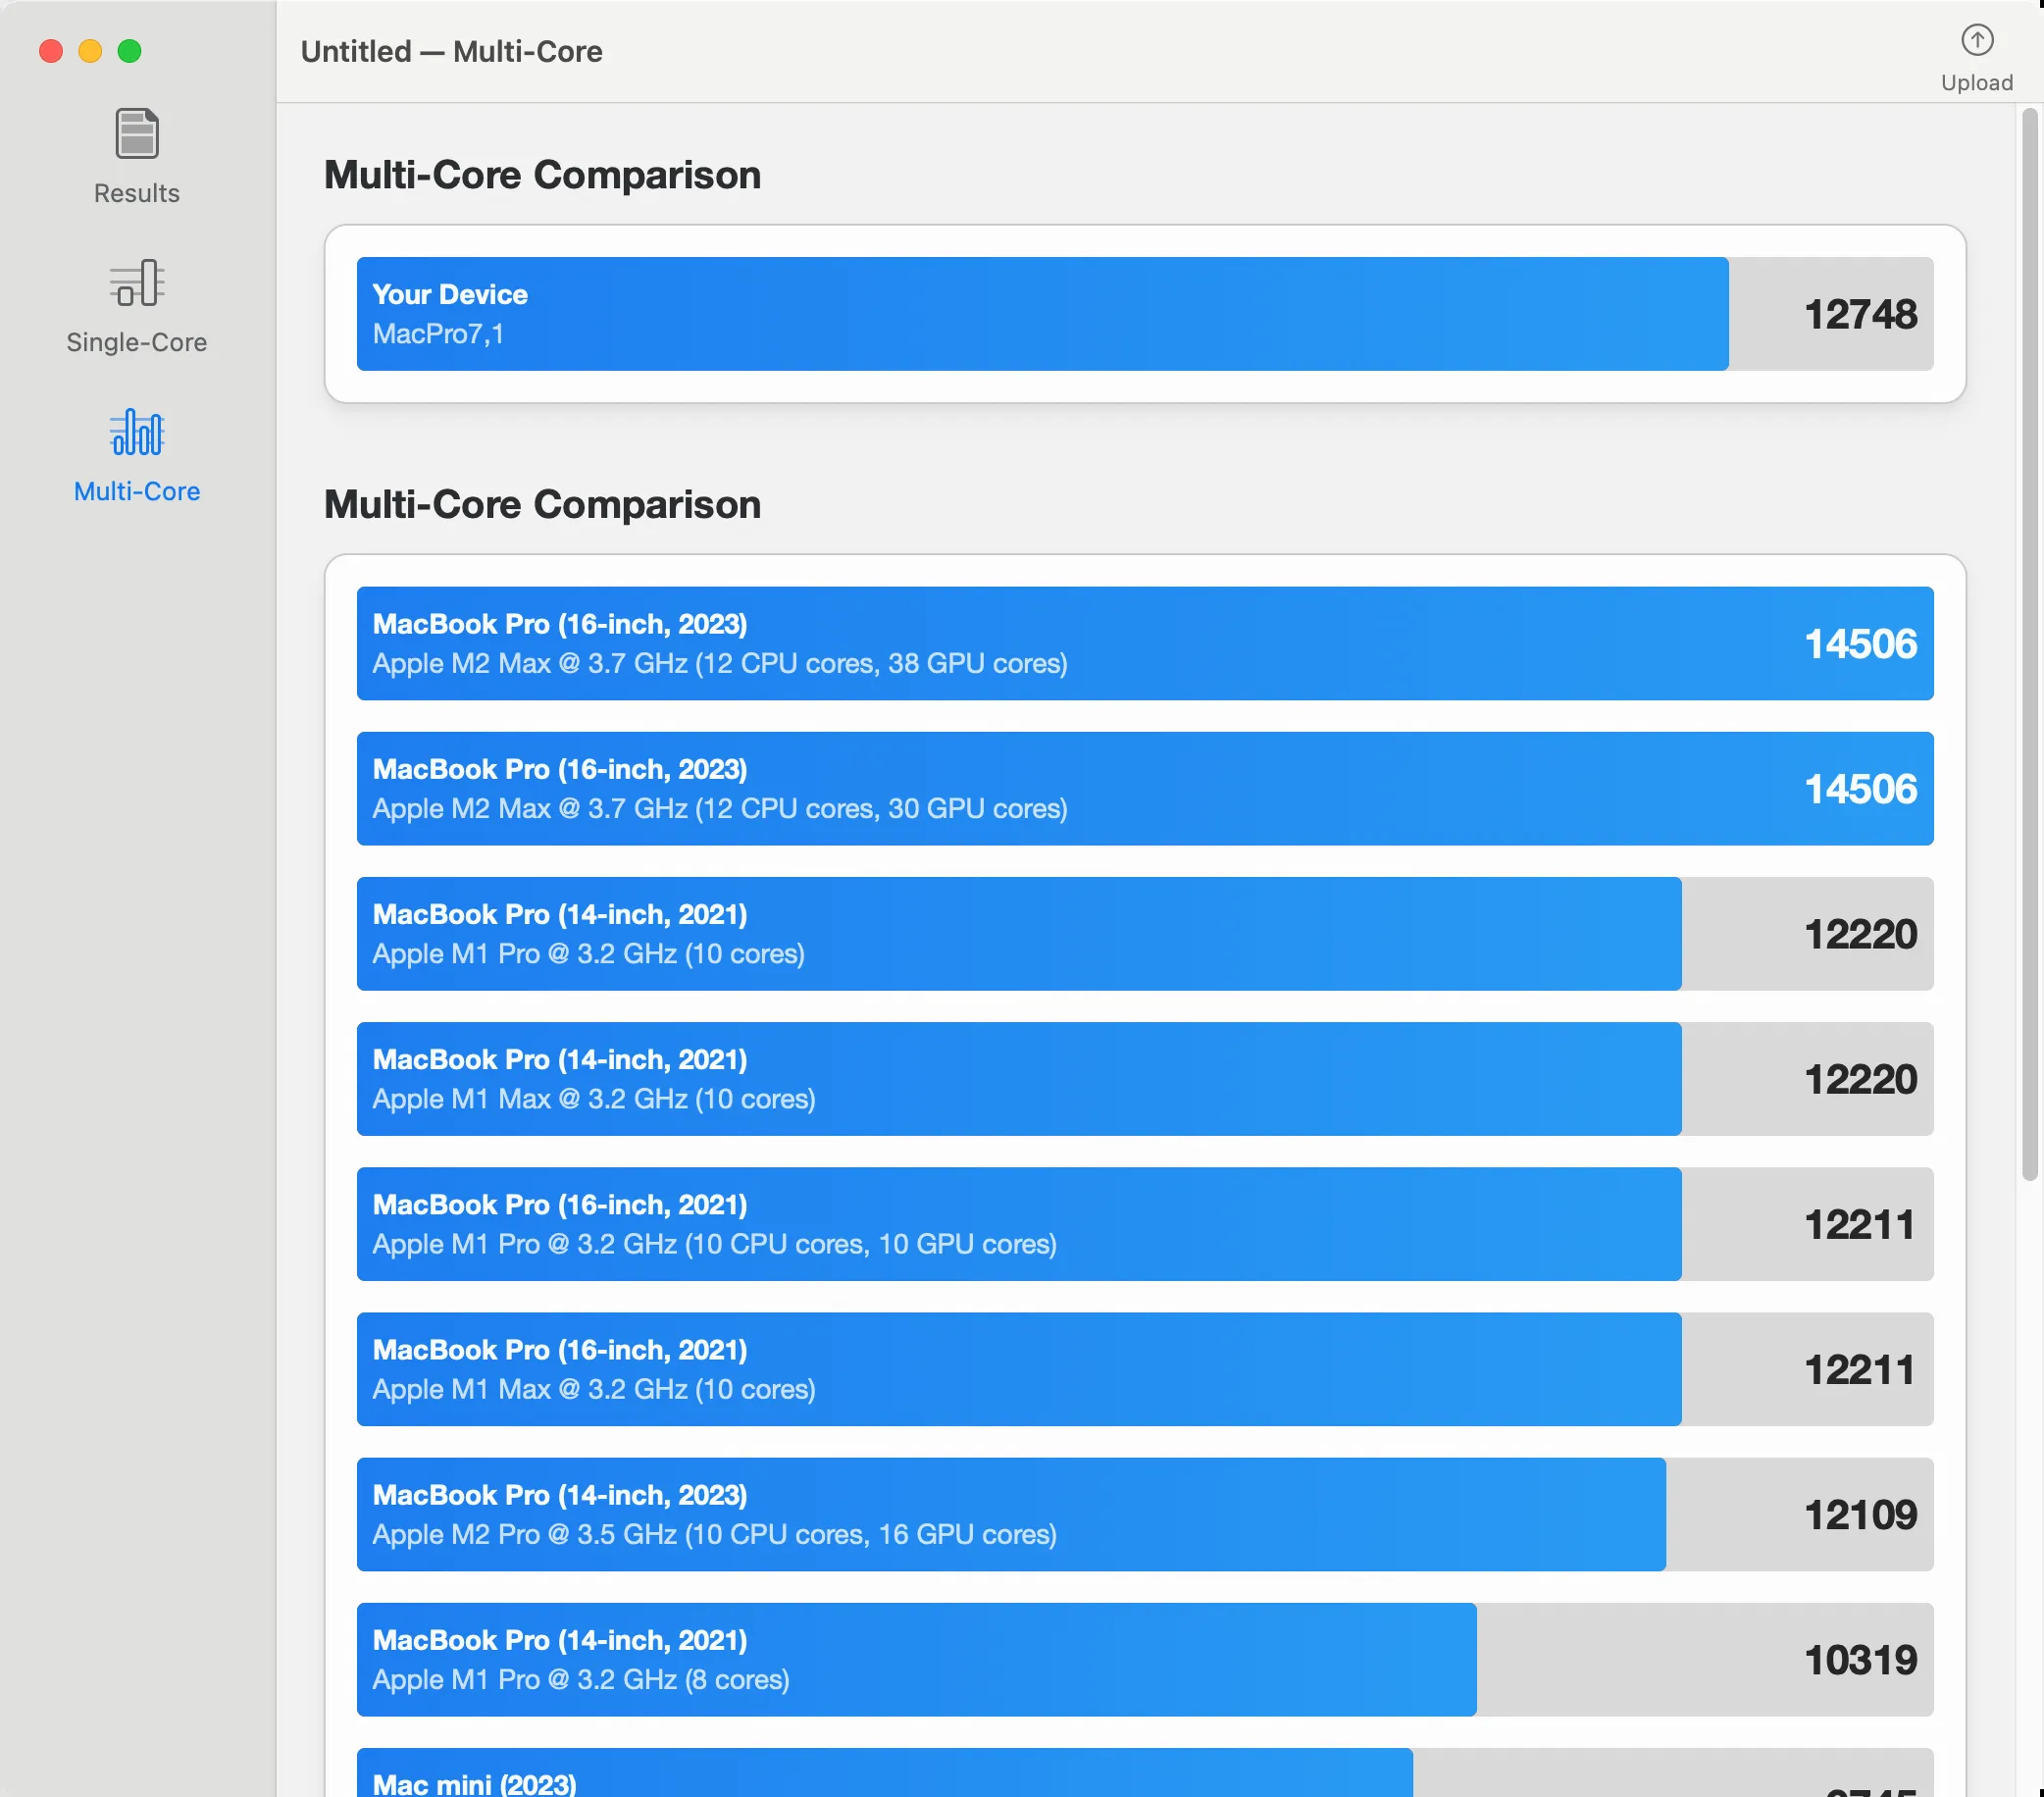 Untitled — Multi-Core
Upload
Results
Single-Core
Multi-Core
Multi-Core Comparison
Your Device
MacPro7,1
12748
Multi-Core Comparison
MacBook Pro (16-inch, 2023)
Apple M2 Max @ 3.7 GHz (12 CPU cores, 38 GPU cores)
14506
MacBook Pro (16-inch, 2023)
Apple M2 Max @ 3.7 GHz (12 CPU cores, 30 GPU cores)
14506
MacBook Pro (14-inch, 2021)
Apple M1 Pro @ 3.2 GHz (10 cores)
12220
MacBook Pro (14-inch, 2021)
Apple M1 Max @ 3.2 GHz (10 cores)
12220
MacBook Pro (16-inch, 2021)
Apple M1 Pro @ 3.2 GHz (10 CPU cores, 10 GPU cores)
12211
MacBook Pro (16-inch, 2021)
Apple M1 Max @ 3.2 GHz (10 cores)
12211
MacBook Pro (14-inch, 2023)
Apple M2 Pro @ 3.5 GHz (10 CPU cores, 16 GPU cores)
12109
MacBook Pro (14-inch, 2021)
Apple M1 Pro @ 3.2 GHz (8 cores)
10319
Mac mini (2023)